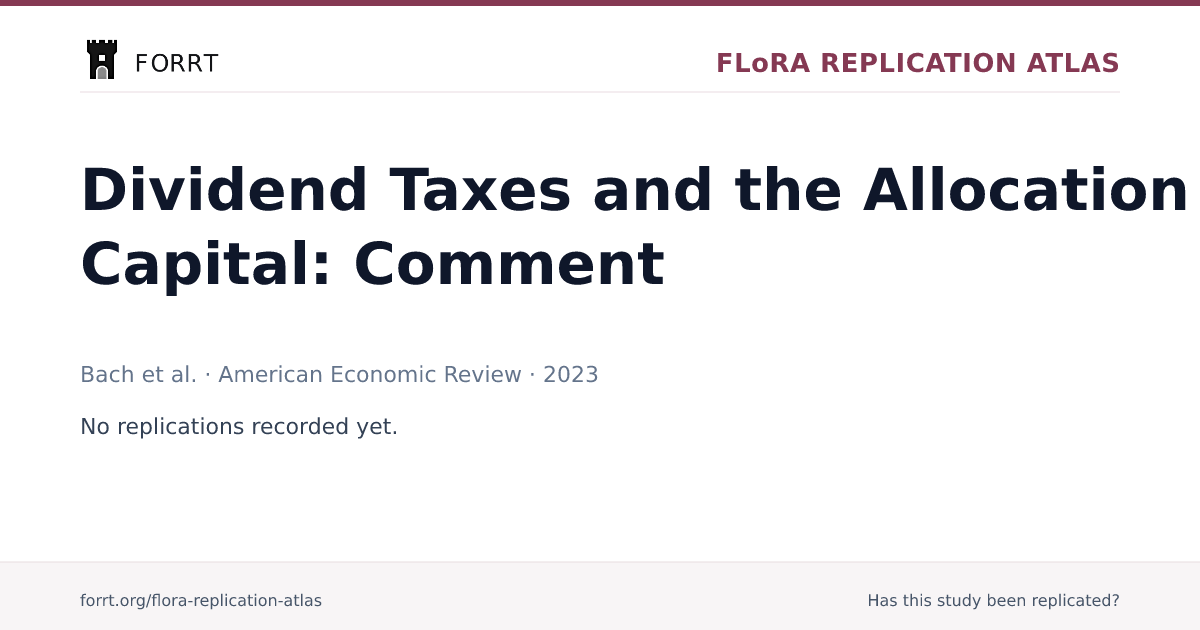 FORRT
FLoRA REPLICATION ATLAS
Dividend Taxes and the Allocation
Capital: Comment
Bach et al. · American Economic Review · 2023
No replications recorded yet.
forrt.org/flora-replication-atlas
Has this study been replicated?